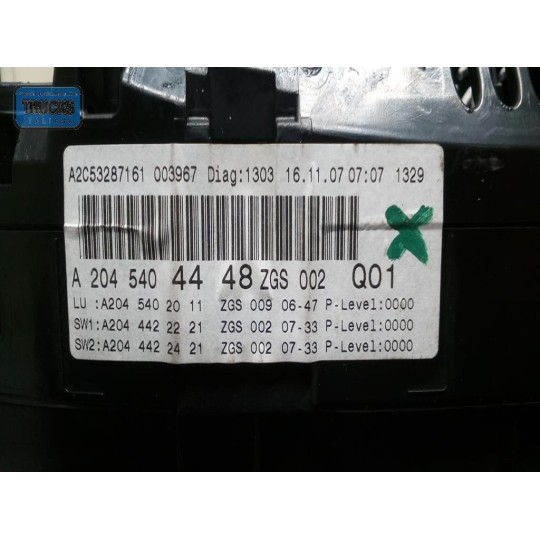 TRUCKS
A2C53287161 003967 Diag:1303 16.11.07 07:07 1329
A 204 540 44 48 ZGS 002 Q01
LU :A204 540 20 11 ZGS 009 06-47 P-Level:0000
SW1:A204 442 22 21 ZGS 002 07-33 P-Level:0000
SW2:A204 442 24 21 ZGS 002 07-33 P-Level:0000